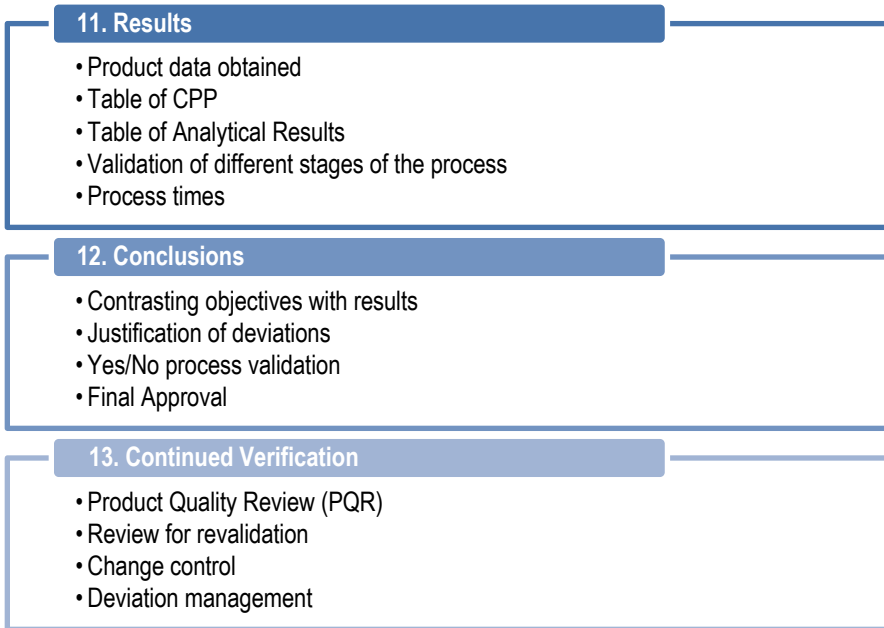 11. Results
• Product data obtained
• Table of CPP
• Table of Analytical Results
• Validation of different stages of the process
• Process times
12. Conclusions
• Contrasting objectives with results
• Justification of deviations
• Yes/No process validation
• Final Approval
13. Continued Verification
• Product Quality Review (PQR)
• Review for revalidation
• Change control
• Deviation management